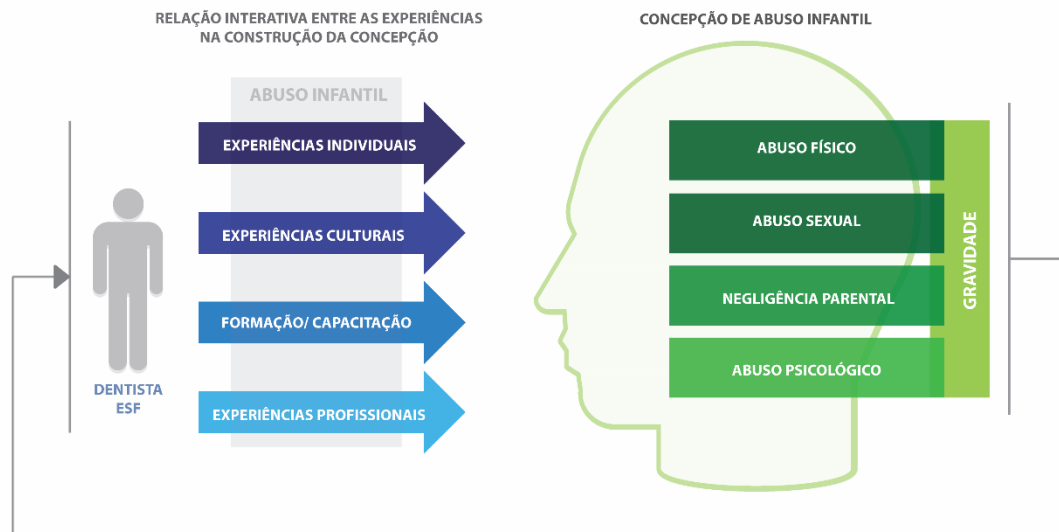 RELAÇÃO INTERATIVA ENTRE AS EXPERIÊNCIAS
NA CONSTRUÇÃO DA CONCEPÇÃO
CONCEPÇÃO DE ABUSO INFANTIL
ABUSO INFANTIL
EXPERIÊNCIAS INDIVIDUAIS
EXPERIÊNCIAS CULTURAIS
FORMAÇÃO/ CAPACITAÇÃO
EXPERIÊNCIAS PROFISSIONAIS
DENTISTA
ESF
ABUSO FÍSICO
ABUSO SEXUAL
NEGLIGÊNCIA PARENTAL
ABUSO PSICOLÓGICO
GRAVIDADE